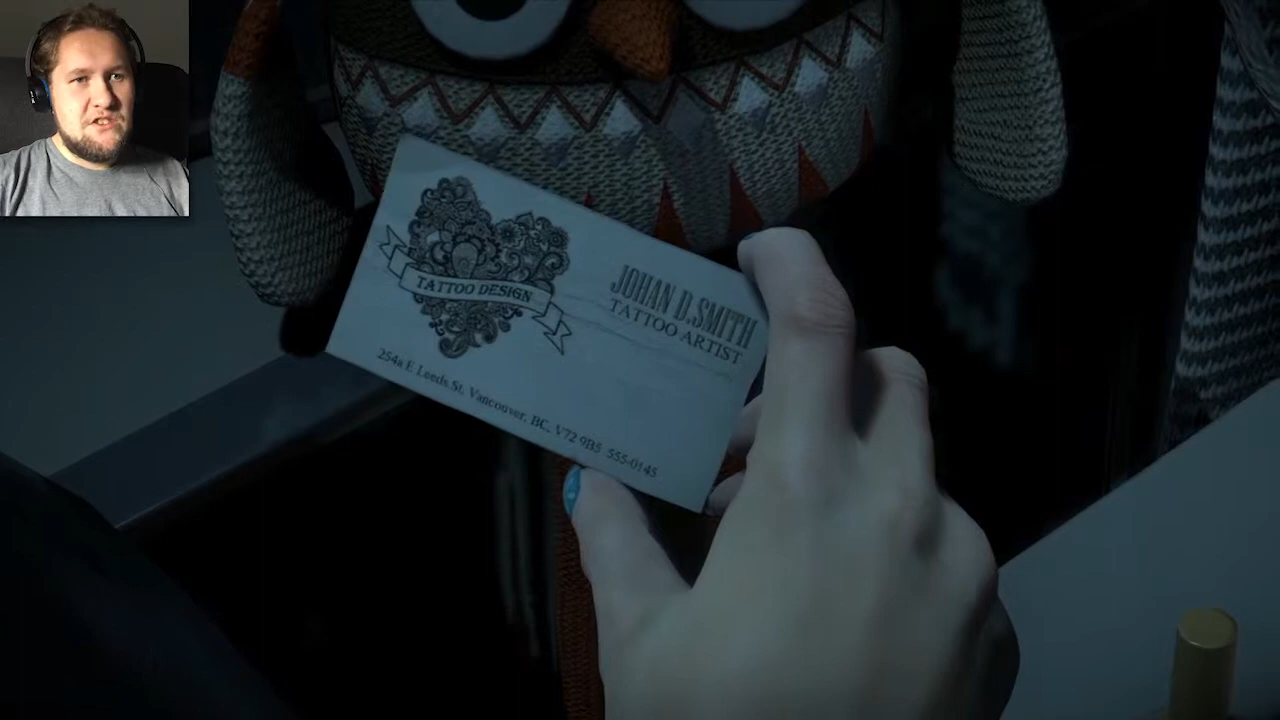 TATTOO DESIGN
JOHAN D.SMITH
TATTOO ARTIST
254a E Leeds St. Vancouver, BC, V72 9B5 555-0145